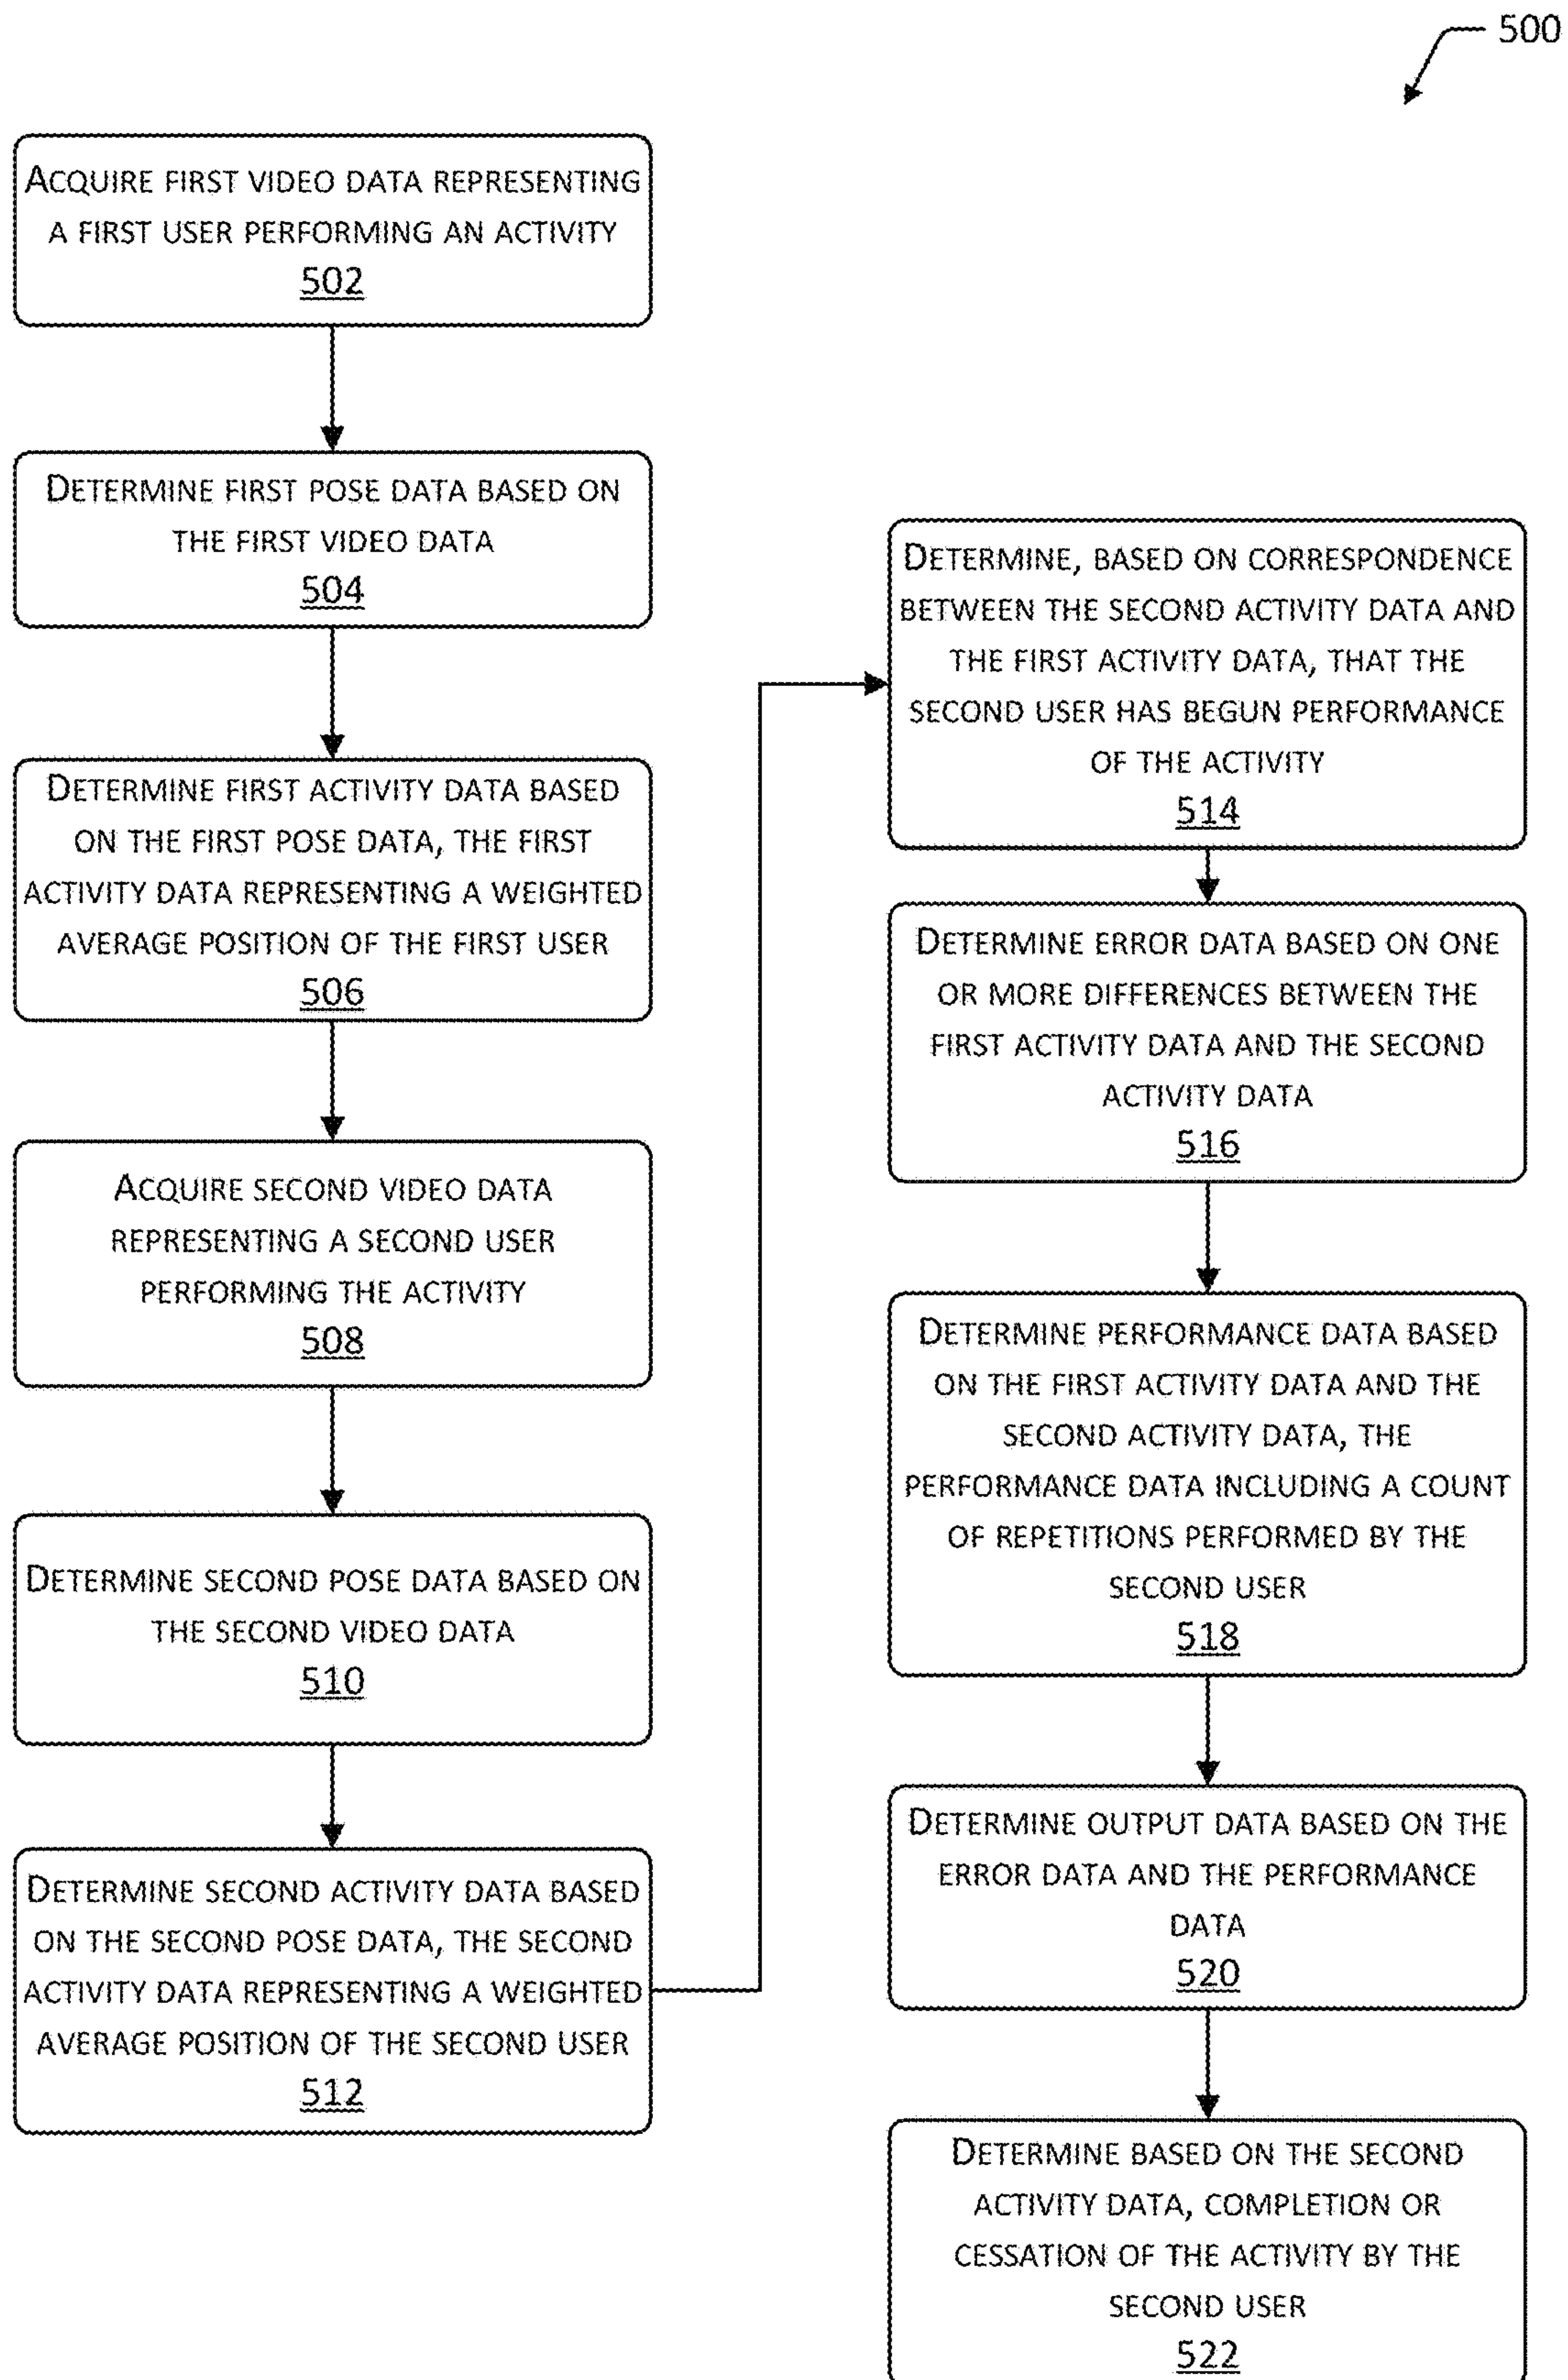 500
ACQUIRE FIRST VIDEO DATA REPRESENTING
A FIRST USER PERFORMING AN ACTIVITY
502
DETERMINE FIRST POSE DATA BASED ON
THE FIRST VIDEO DATA
504
DETERMINE FIRST ACTIVITY DATA BASED
ON THE FIRST POSE DATA, THE FIRST
ACTIVITY DATA REPRESENTING A WEIGHTED
AVERAGE POSITION OF THE FIRST USER
506
ACQUIRE SECOND VIDEO DATA
REPRESENTING A SECOND USER
PERFORMING THE ACTIVITY
508
DETERMINE SECOND POSE DATA BASED ON
THE SECOND VIDEO DATA
510
DETERMINE SECOND ACTIVITY DATA BASED
ON THE SECOND POSE DATA, THE SECOND
ACTIVITY DATA REPRESENTING A WEIGHTED
AVERAGE POSITION OF THE SECOND USER
512
DETERMINE, BASED ON CORRESPONDENCE
BETWEEN THE SECOND ACTIVITY DATA AND
THE FIRST ACTIVITY DATA, THAT THE
SECOND USER HAS BEGUN PERFORMANCE
OF THE ACTIVITY
514
DETERMINE ERROR DATA BASED ON ONE
OR MORE DIFFERENCES BETWEEN THE
FIRST ACTIVITY DATA AND THE SECOND
ACTIVITY DATA
516
DETERMINE PERFORMANCE DATA BASED
ON THE FIRST ACTIVITY DATA AND THE
SECOND ACTIVITY DATA, THE
PERFORMANCE DATA INCLUDING A COUNT
OF REPETITIONS PERFORMED BY THE
SECOND USER
518
DETERMINE OUTPUT DATA BASED ON THE
ERROR DATA AND THE PERFORMANCE
DATA
520
DETERMINE BASED ON THE SECOND
ACTIVITY DATA, COMPLETION OR
CESSATION OF THE ACTIVITY BY THE
SECOND USER
522